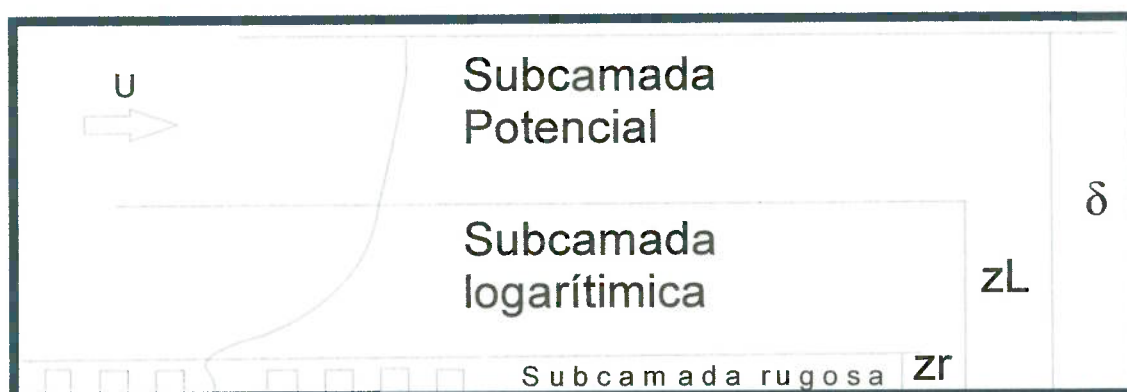 U
Subcamada
Potencial
δ
Subcamada
logarítimica
zL
Subcamada rugosa
zr